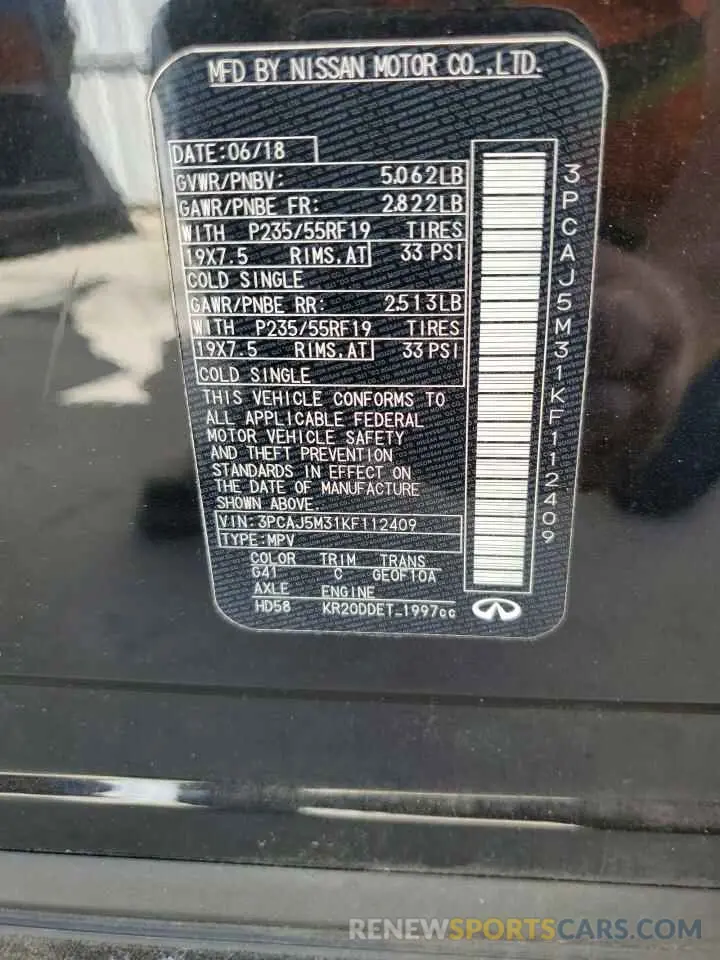 MFD BY NISSAN MOTOR CO.,LTD.
DATE:06/18
GVWR/PNBV: 5,062LB
GAWR/PNBE FR: 2,822LB
WITH P235/55RF19 TIRES
19X7.5 RIMS,AT 33 PSI
COLD SINGLE
GAWR/PNBE RR: 2,513LB
WITH P235/55RF19 TIRES
19X7.5 RIMS,AT 33 PSI
COLD SINGLE
THIS VEHICLE CONFORMS TO
ALL APPLICABLE FEDERAL
MOTOR VEHICLE SAFETY
AND THEFT PREVENTION
STANDARDS IN EFFECT ON
THE DATE OF MANUFACTURE
SHOWN ABOVE.
VIN:3PCAJ5M31KF112409
TYPE:MPV
COLOR TRIM TRANS
G41 C GE0F10A
AXLE ENGINE
HD58 KR20DDET-1997cc
3PCAJ5M31KF112409
RENEWSPORTSCARS.COM